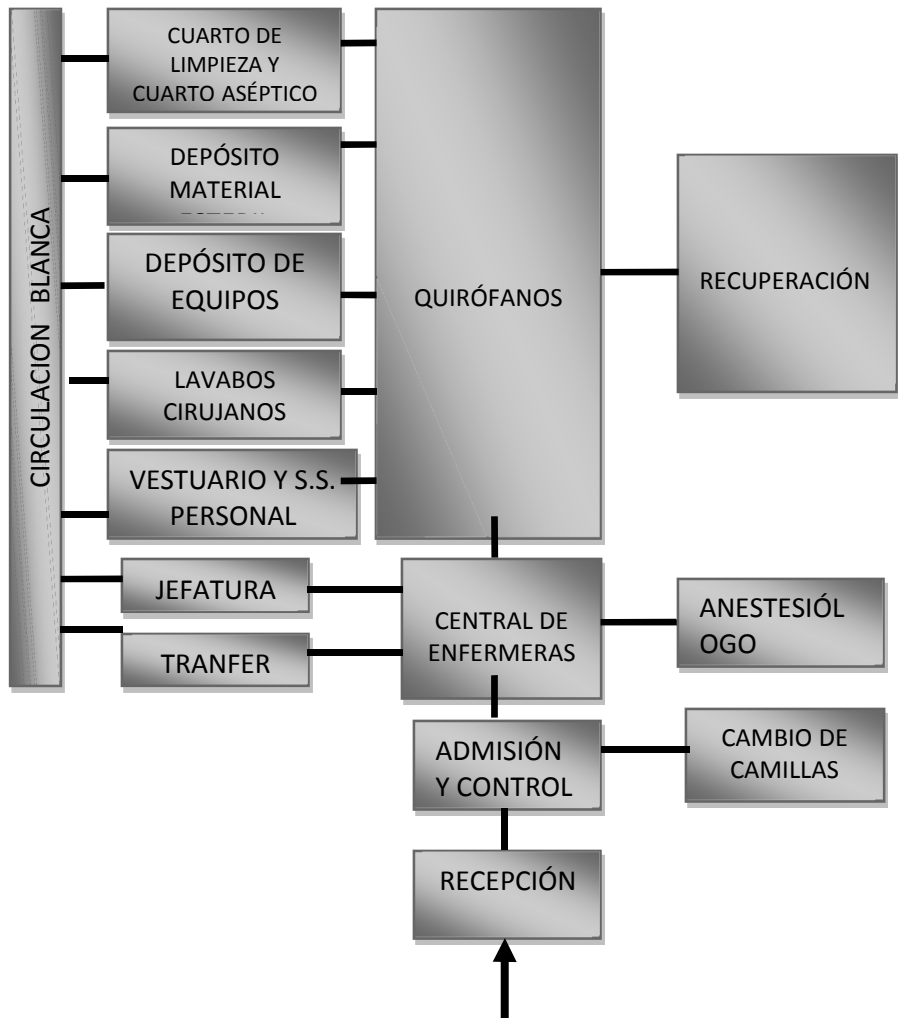 CIRCULACION BLANCA
CUARTO DE
LIMPIEZA Y
CUARTO ASÉPTICO
DEPÓSITO
MATERIAL
DEPÓSITO DE
EQUIPOS
LAVABOS
CIRUJANOS
VESTUARIO Y S.S.
PERSONAL
JEFATURA
TRANFER
QUIRÓFANOS
RECUPERACIÓN
CENTRAL DE
ENFERMERAS
ANESTESIÓL
OGO
ADMISIÓN
Y CONTROL
CAMBIO DE
CAMILLAS
RECEPCIÓN